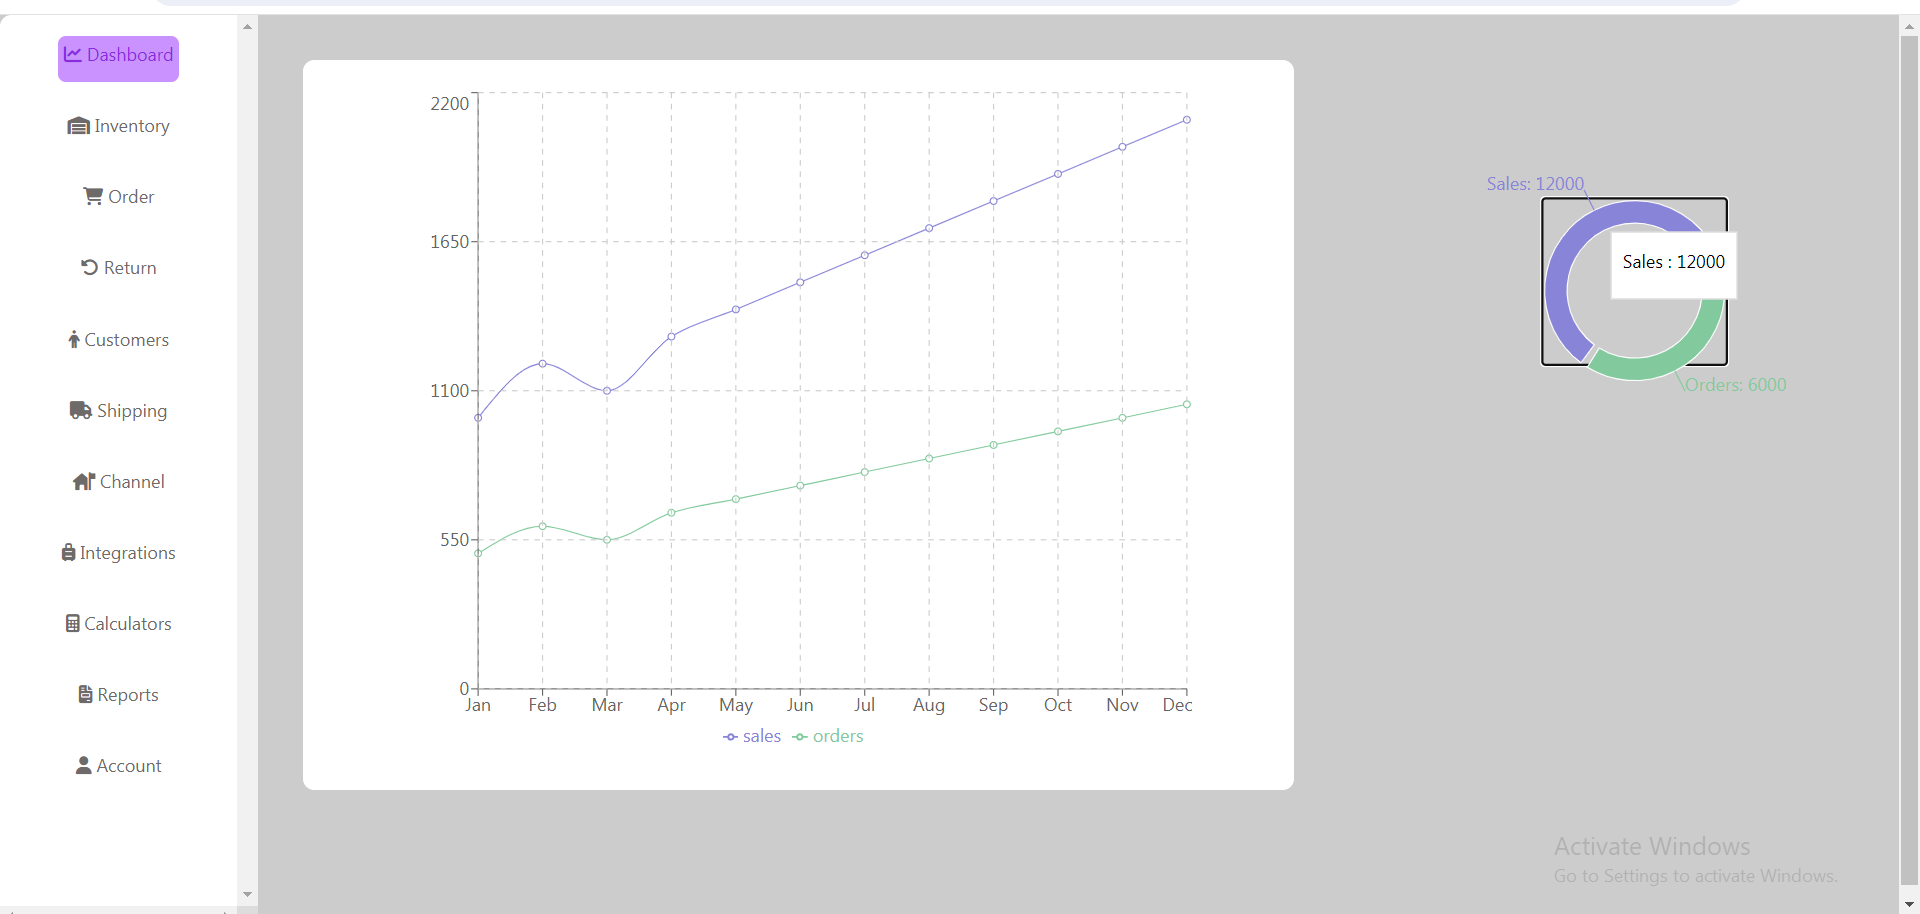 Dashboard
Inventory
Order
Return
Customers
Shipping
Channel
Integrations
Calculators
Reports
Account
2200
1650
1100
550
0
Jan Feb Mar Apr May Jun Jul Aug Sep Oct Nov Dec
sales orders
Sales: 12000
Sales : 12000
Orders: 6000
Activate Windows
Go to Settings to activate Windows.